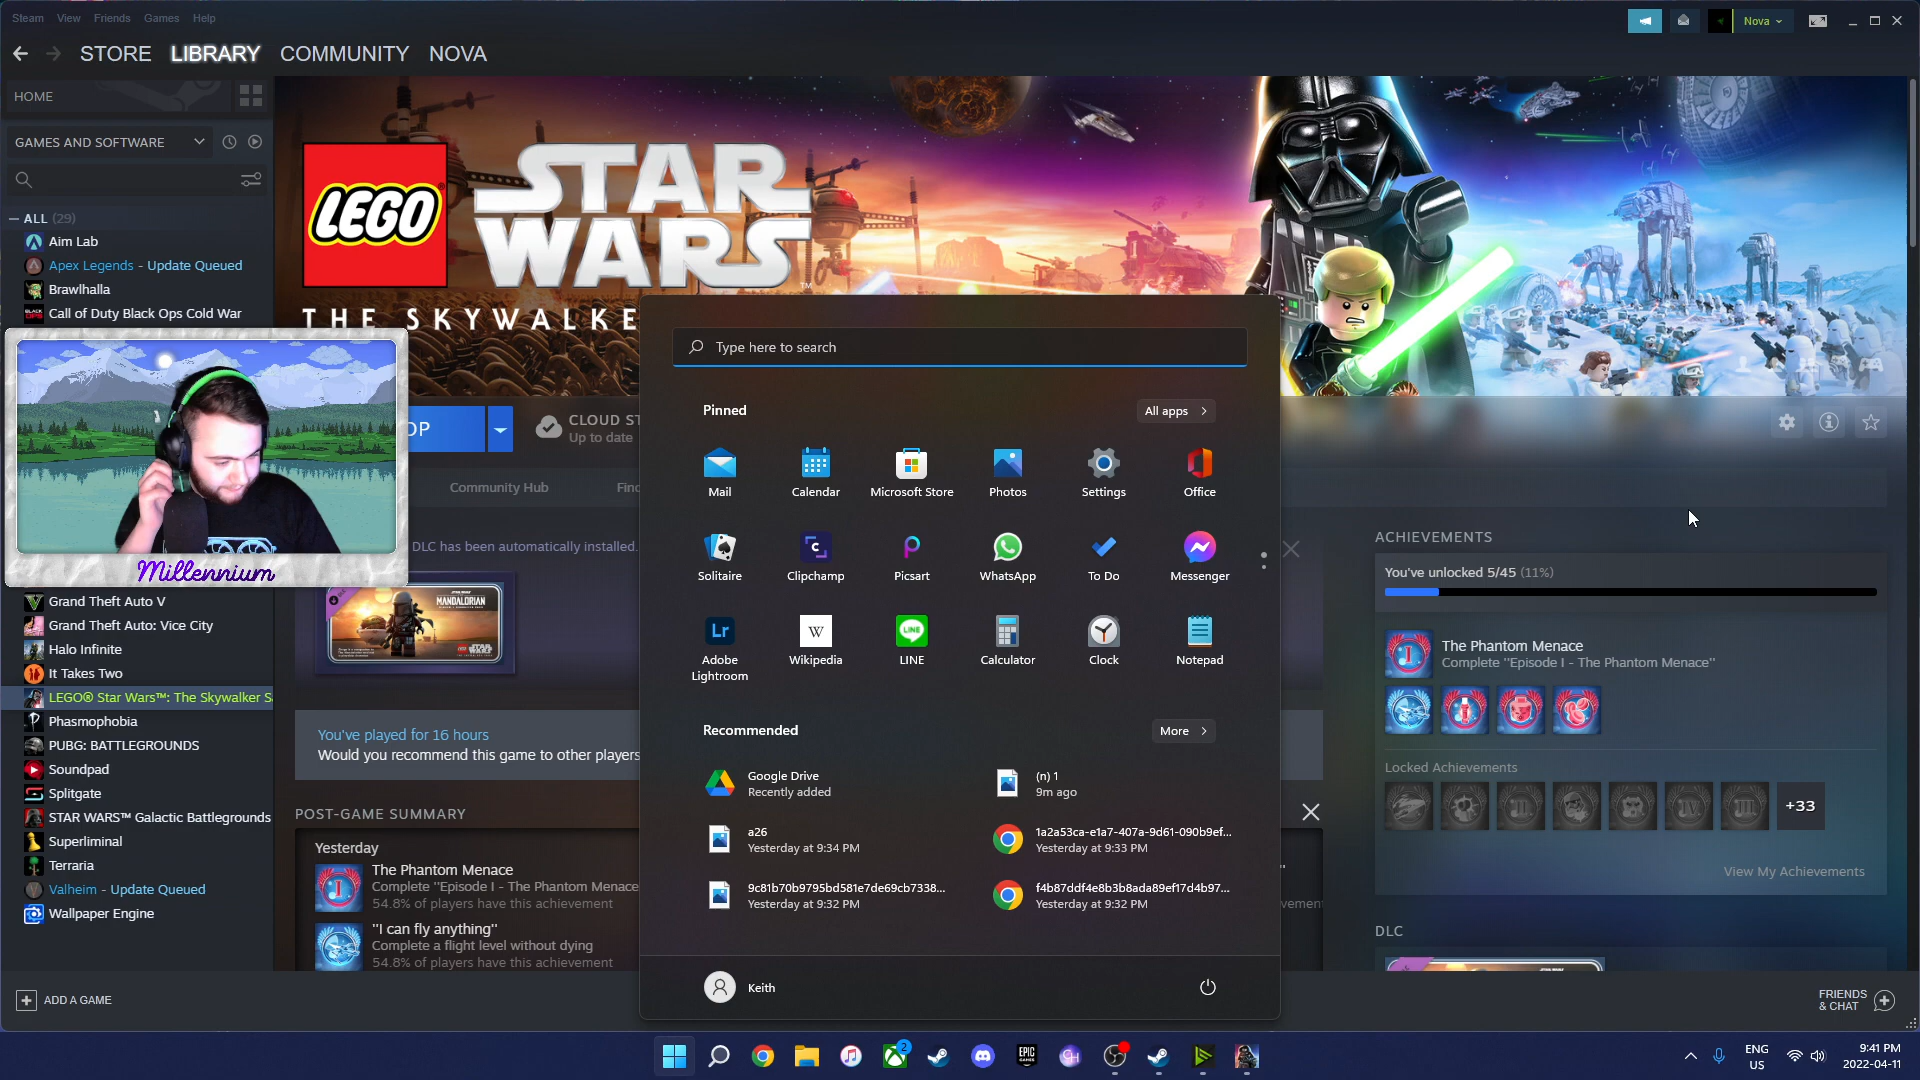 Steam View Friends Games Help
Nova
STORE LIBRARY COMMUNITY NOVA
HOME
GAMES AND SOFTWARE
ALL (29)
Aim Lab
Apex Legends - Update Queued
Brawlhalla
Call of Duty Black Ops Cold War
Millennium
Grand Theft Auto V
Grand Theft Auto: Vice City
Halo Infinite
It Takes Two
LEGO® Star Wars™: The Skywalker S
Phasmophobia
PUBG: BATTLEGROUNDS
Soundpad
Splitgate
STAR WARS™ Galactic Battlegrounds
Superliminal
Terraria
Valheim - Update Queued
Wallpaper Engine
ADD A GAME
LEGO
STAR
WARS
THE SKYWALKE
OP
CLOUD ST
Up to date
Community Hub
DLC has been automatically installed.
MANDALORIAN
You've played for 16 hours
Would you recommend this game to other players
POST-GAME SUMMARY
Yesterday
The Phantom Menace
Complete "Episode I - The Phantom Menace
54.8% of players have this achievement
"I can fly anything"
Complete a flight level without dying
54.8% of players have this achievement
Type here to search
Pinned
All apps
Mail Calendar Microsoft Store Photos Settings Office
Solitaire Clipchamp Picsart WhatsApp To Do Messenger
Adobe
Lightroom
Wikipedia LINE Calculator Clock Notepad
Recommended
More
Google Drive
Recently added
(n) 1
9m ago
a26
Yesterday at 9:34 PM
1a2a53ca-e1a7-407a-9d61-090b9ef...
Yesterday at 9:33 PM
9c81b70b9795bd581e7de69cb7338...
Yesterday at 9:32 PM
f4b87ddf4e8b3b8ada89ef17d4b97...
Yesterday at 9:32 PM
Keith
ACHIEVEMENTS
You've unlocked 5/45 (11%)
The Phantom Menace
Complete "Episode I - The Phantom Menace"
Locked Achievements
+33
View My Achievements
DLC
FRIENDS
& CHAT
ENG
US
9:41 PM
2022-04-11